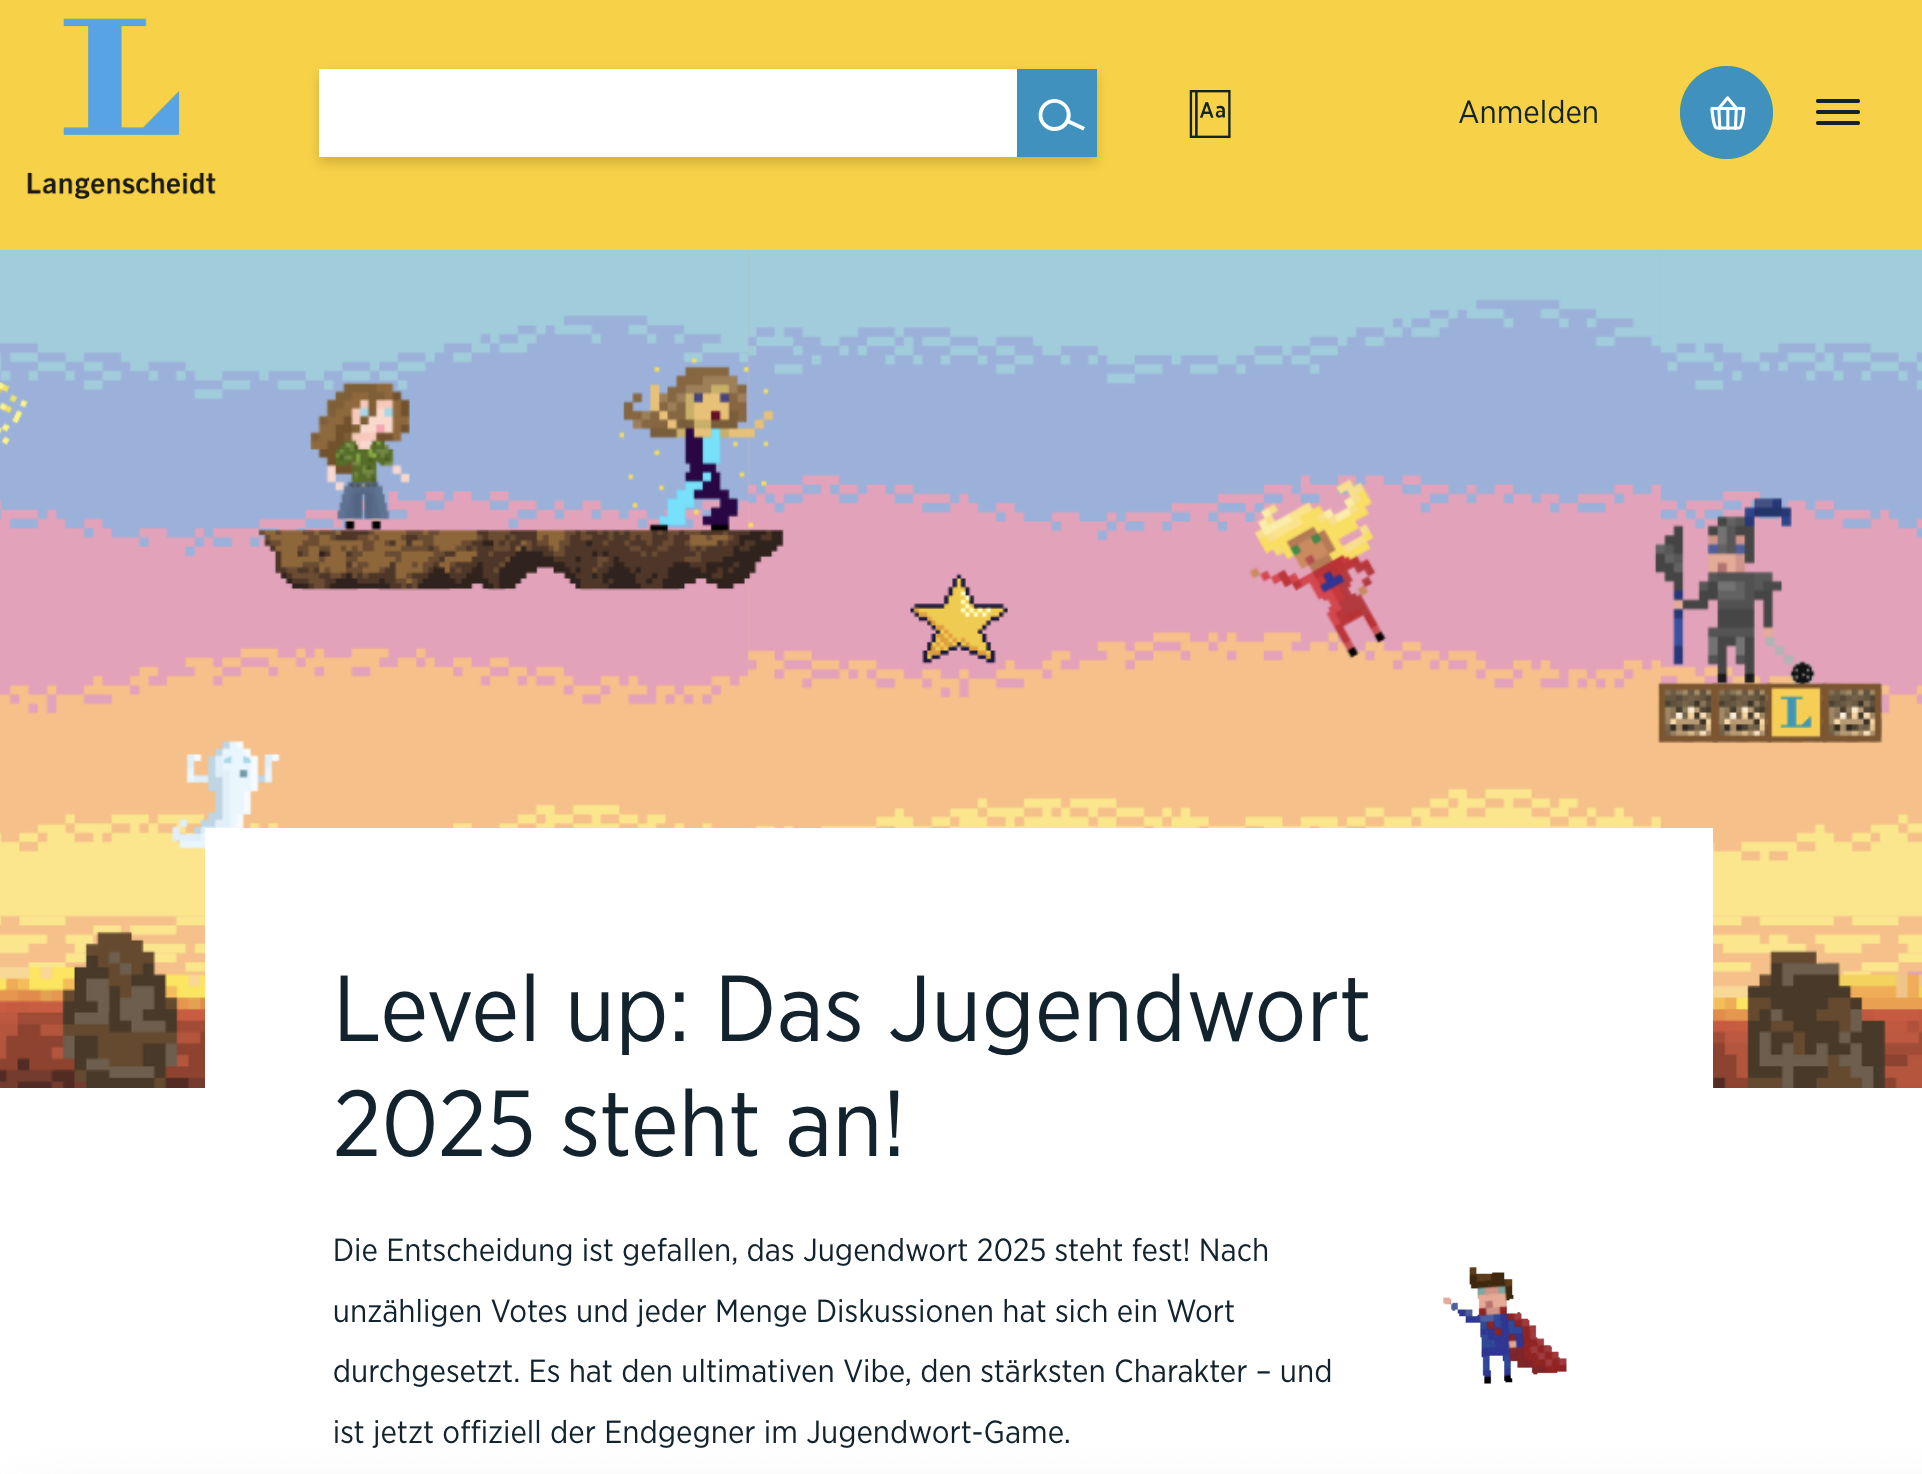 L
Langenscheidt
Aa
Anmelden
L
Level up: Das Jugendwort
2025 steht an!
Die Entscheidung ist gefallen, das Jugendwort 2025 steht fest! Nach
unzähligen Votes und jeder Menge Diskussionen hat sich ein Wort
durchgesetzt. Es hat den ultimativen Vibe, den stärksten Charakter – und
ist jetzt offiziell der Endgegner im Jugendwort-Game.